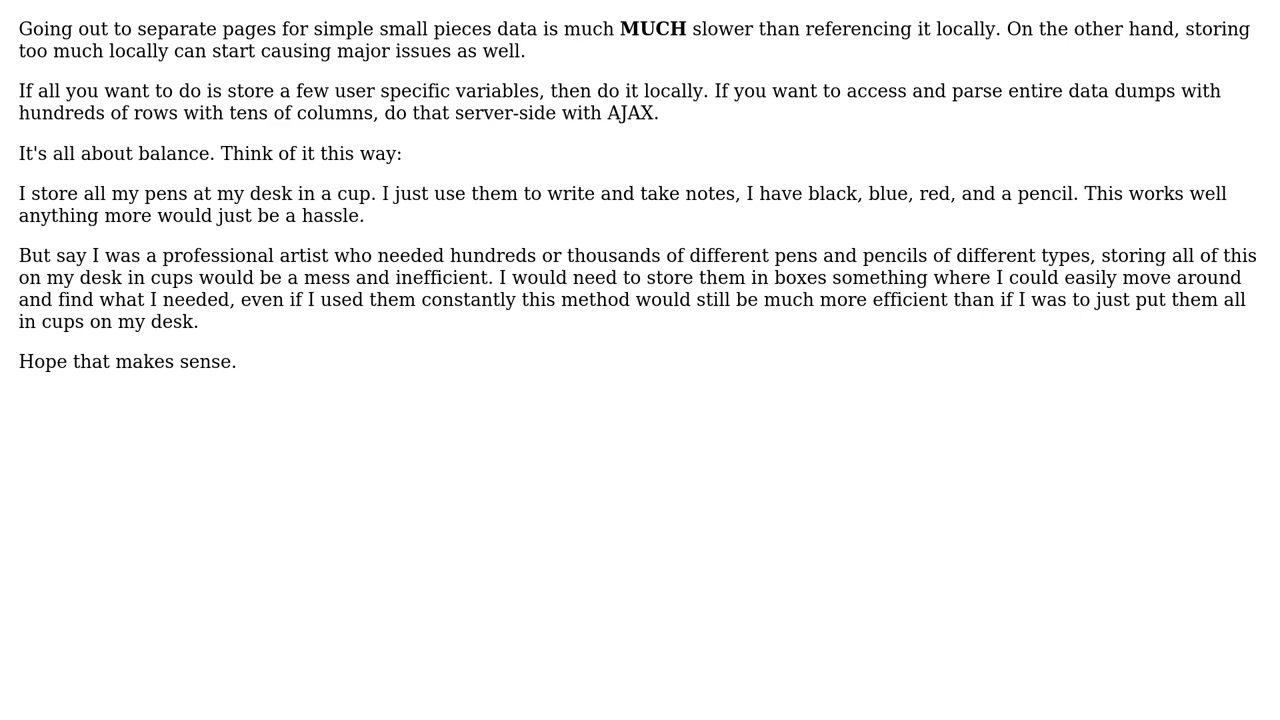 Going out to separate pages for simple small pieces data is much MUCH slower than referencing it locally. On the other hand, storing
too much locally can start causing major issues as well.
If all you want to do is store a few user specific variables, then do it locally. If you want to access and parse entire data dumps with
hundreds of rows with tens of columns, do that server-side with AJAX.
It's all about balance. Think of it this way:
I store all my pens at my desk in a cup. I just use them to write and take notes, I have black, blue, red, and a pencil. This works well
anything more would just be a hassle.
But say I was a professional artist who needed hundreds or thousands of different pens and pencils of different types, storing all of this
on my desk in cups would be a mess and inefficient. I would need to store them in boxes something where I could easily move around
and find what I needed, even if I used them constantly this method would still be much more efficient than if I was to just put them all
in cups on my desk.
Hope that makes sense.